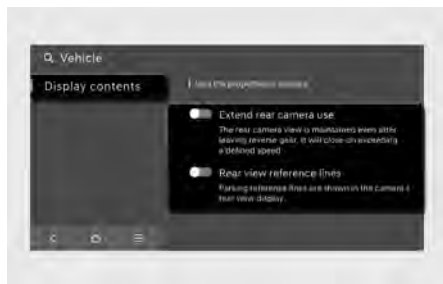 Vehicle
Display contents
Extend rear camera use
The rear camera view is maintained even after
leaving reverse gear. It will close on exceeding
a defined speed
Rear view reference lines
Parking reference lines are shown in the camera's
rear view display.